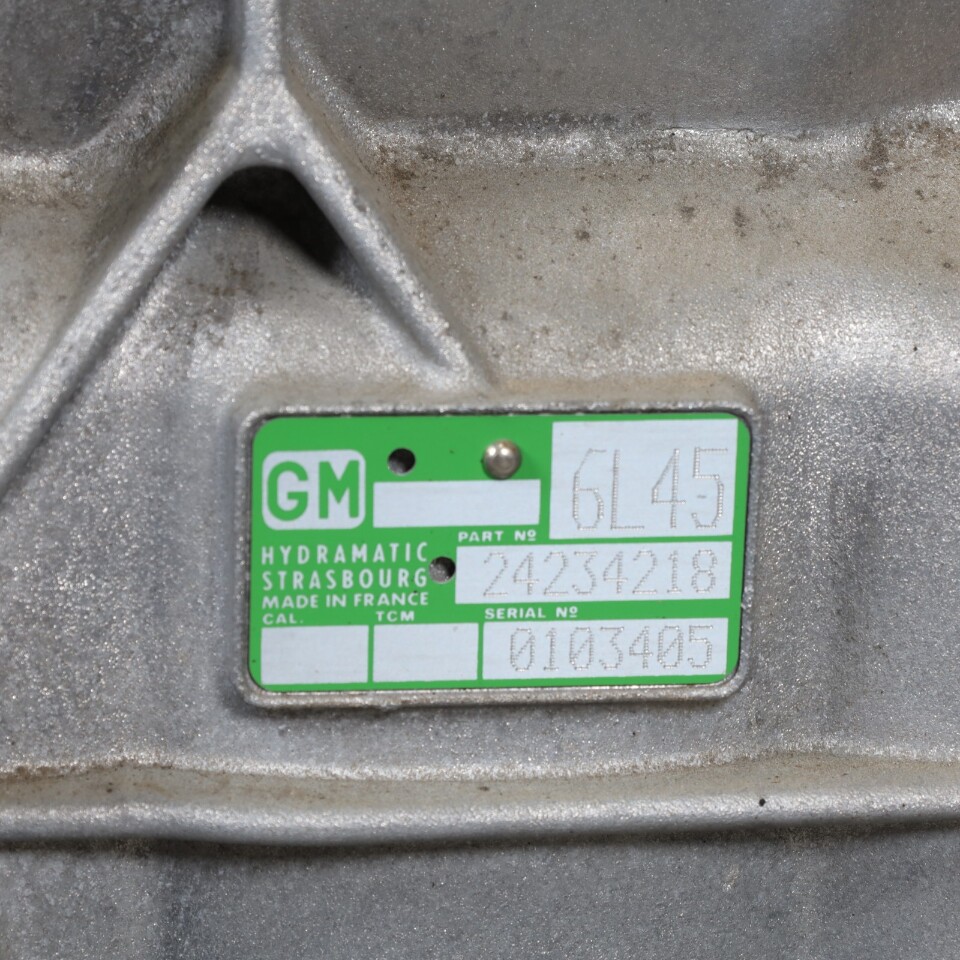 GM
6L45
PART Nº
HYDRAMATIC
24234218
STRASBOURG
MADE IN FRANCE
CAL. TCM SERIAL Nº
0103405